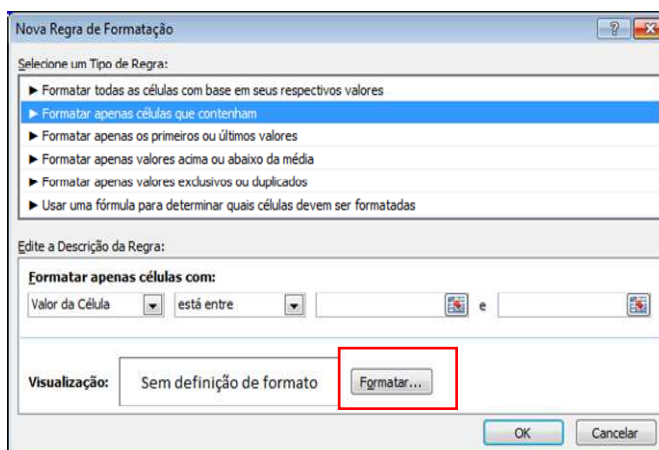 Nova Regra de Formatação
Selecione um Tipo de Regra:
► Formatar todas as células com base em seus respectivos valores
► Formatar apenas células que contenham
► Formatar apenas os primeiros ou últimos valores
► Formatar apenas valores acima ou abaixo da média
► Formatar apenas valores exclusivos ou duplicados
► Usar uma fórmula para determinar quais células devem ser formatadas
Edite a Descrição da Regra:
Formatar apenas células com:
Valor da Célula está entre e
Visualização: Sem definição de formato Formatar...
OK Cancelar